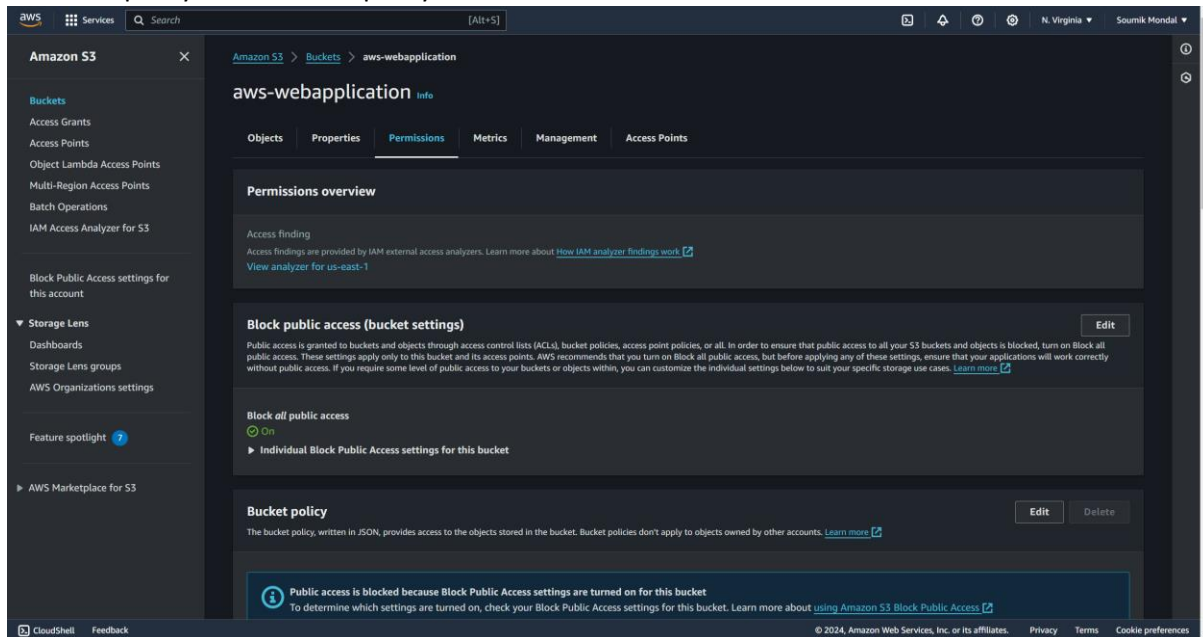 aws
Services
Search
[Alt+S]
N. Virginia
Soumik Mondal
Amazon S3
Buckets
Access Grants
Access Points
Object Lambda Access Points
Multi-Region Access Points
Batch Operations
IAM Access Analyzer for S3
Block Public Access settings for
this account
Storage Lens
Dashboards
Storage Lens groups
AWS Organizations settings
Feature spotlight 7
AWS Marketplace for S3
Amazon S3 > Buckets > aws-webapplication
aws-webapplication Info
Objects Properties Permissions Metrics Management Access Points
Permissions overview
Access finding
Access findings are provided by IAM external access analyzers. Learn more about How IAM analyzer findings work
View analyzer for us-east-1
Block public access (bucket settings)
Edit
Public access is granted to buckets and objects through access control lists (ACLs), bucket policies, access point policies, or all. In order to ensure that public access to all your S3 buckets and objects is blocked, turn on Block all
public access. These settings apply only to this bucket and its access points. AWS recommends that you turn on Block all public access, but before applying any of these settings, ensure that your applications will work correctly
without public access. If you require some level of public access to your buckets or objects within, you can customize the individual settings below to suit your specific storage use cases. Learn more
Block all public access
On
Individual Block Public Access settings for this bucket
Bucket policy
Edit Delete
The bucket policy, written in JSON, provides access to the objects stored in the bucket. Bucket policies don't apply to objects owned by other accounts. Learn more
Public access is blocked because Block Public Access settings are turned on for this bucket
To determine which settings are turned on, check your Block Public Access settings for this bucket. Learn more about using Amazon S3 Block Public Access
CloudShell Feedback
© 2024, Amazon Web Services, Inc. or its affiliates. Privacy Terms Cookie preferences